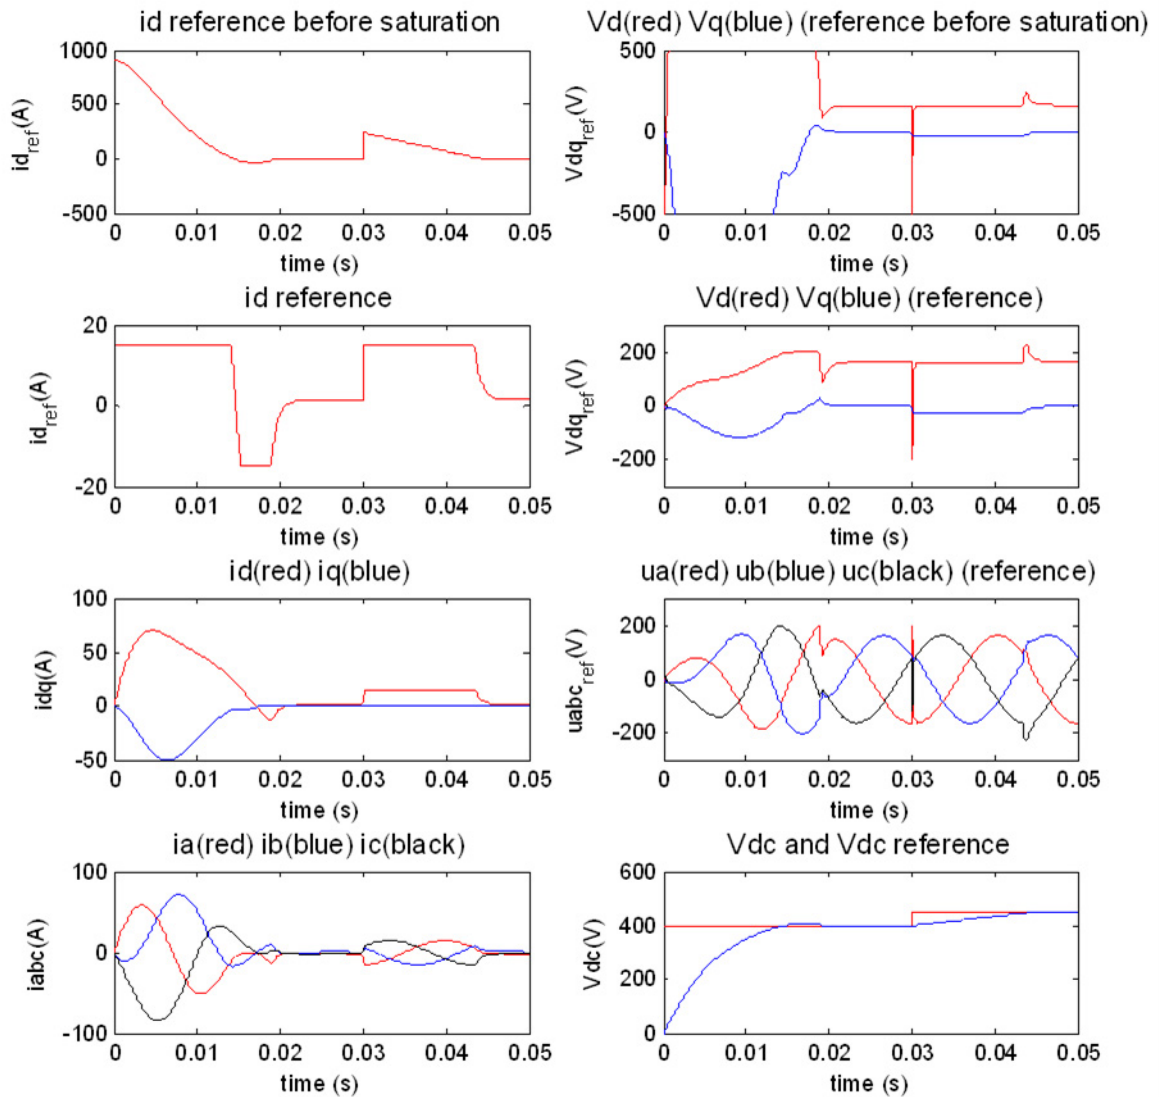 id reference before saturation
1000
500
0
-500
id_ref(A)
0 0.01 0.02 0.03 0.04 0.05
time (s)
Vd(red) Vq(blue) (reference before saturation)
500
0
-500
Vdq_ref(V)
0 0.01 0.02 0.03 0.04 0.05
time (s)
id reference
20
0
-20
id_ref(A)
0 0.01 0.02 0.03 0.04 0.05
time (s)
Vd(red) Vq(blue) (reference)
200
0
-200
Vdq_ref(V)
0 0.01 0.02 0.03 0.04 0.05
time (s)
id(red) iq(blue)
100
50
0
-50
idq(A)
0 0.01 0.02 0.03 0.04 0.05
time (s)
ua(red) ub(blue) uc(black) (reference)
200
0
-200
uabc_ref(V)
0 0.01 0.02 0.03 0.04 0.05
time (s)
ia(red) ib(blue) ic(black)
100
0
-100
iabc(A)
0 0.01 0.02 0.03 0.04 0.05
time (s)
Vdc and Vdc reference
600
400
200
0
Vdc(V)
0 0.01 0.02 0.03 0.04 0.05
time (s)